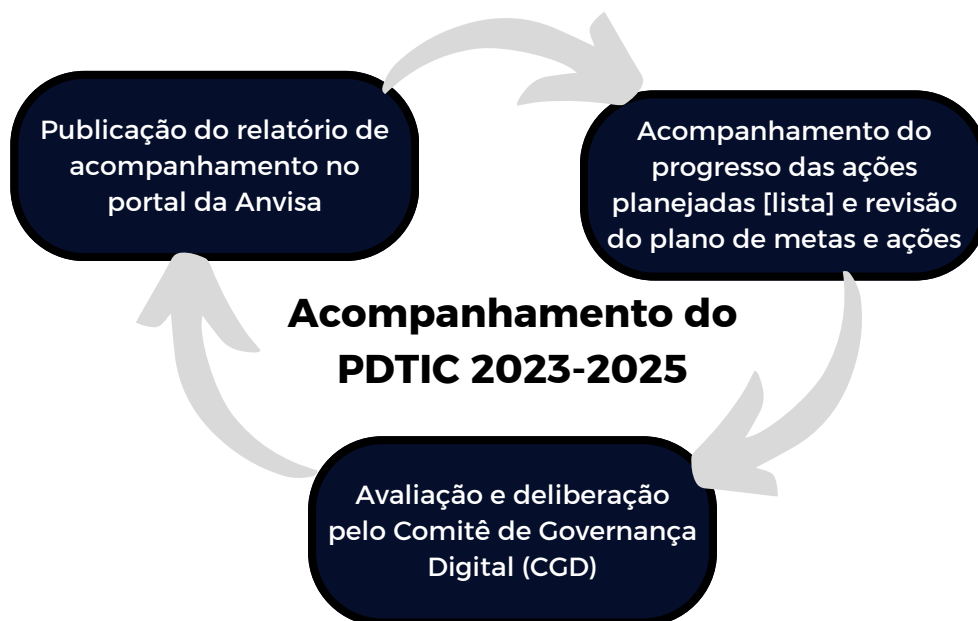 Publicação do relatório de
acompanhamento no
portal da Anvisa
Acompanhamento do
progresso das ações
planejadas [lista] e revisão
do plano de metas e ações
Acompanhamento do
PDTIC 2023-2025
Avaliação e deliberação
pelo Comitê de Governança
Digital (CGD)